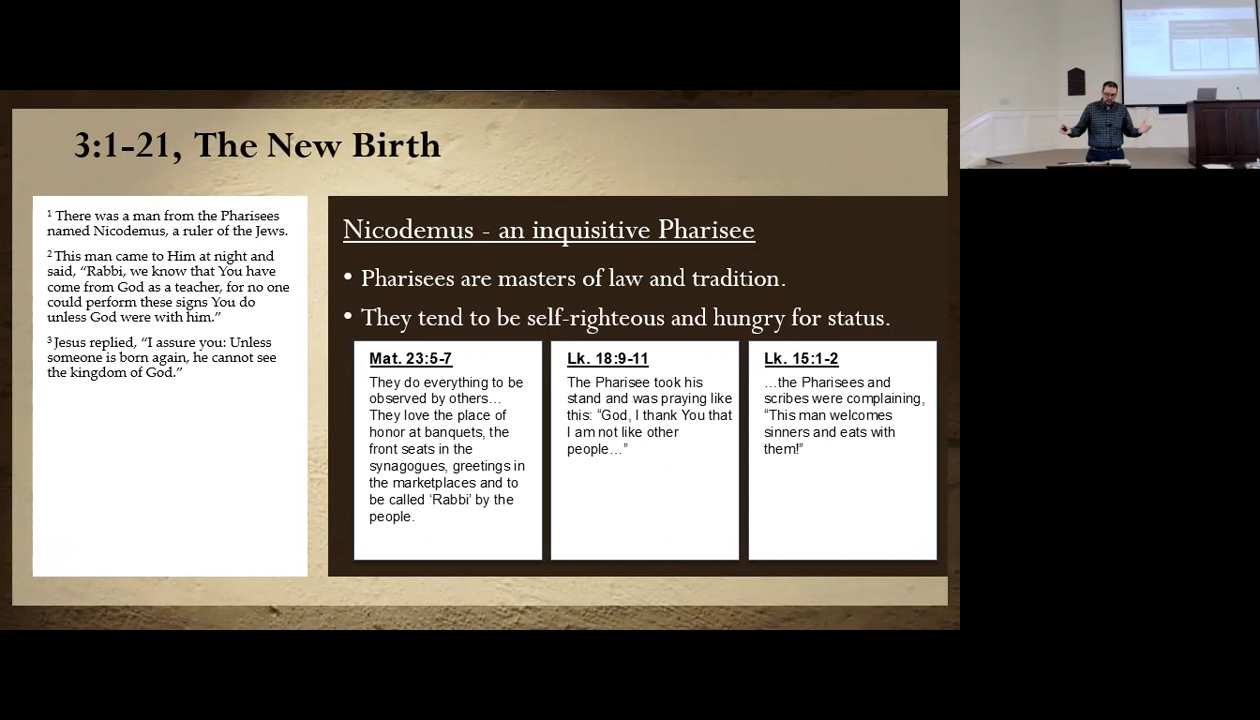 3:1-21, The New Birth
1 There was a man from the Pharisees
named Nicodemus, a ruler of the Jews.
2 This man came to Him at night and
said, “Rabbi, we know that You have
come from God as a teacher, for no one
could perform these signs You do
unless God were with him.”
3 Jesus replied, “I assure you: Unless
someone is born again, he cannot see
the kingdom of God.”
Nicodemus - an inquisitive Pharisee
• Pharisees are masters of law and tradition.
• They tend to be self-righteous and hungry for status.
Mat. 23:5-7
They do everything to be
observed by others…
They love the place of
honor at banquets, the
front seats in the
synagogues, greetings in
the marketplaces and to
be called ‘Rabbi’ by the
people.
Lk. 18:9-11
The Pharisee took his
stand and was praying like
this: “God, I thank You that
I am not like other
people…”
Lk. 15:1-2
…the Pharisees and
scribes were complaining,
“This man welcomes
sinners and eats with
them!”